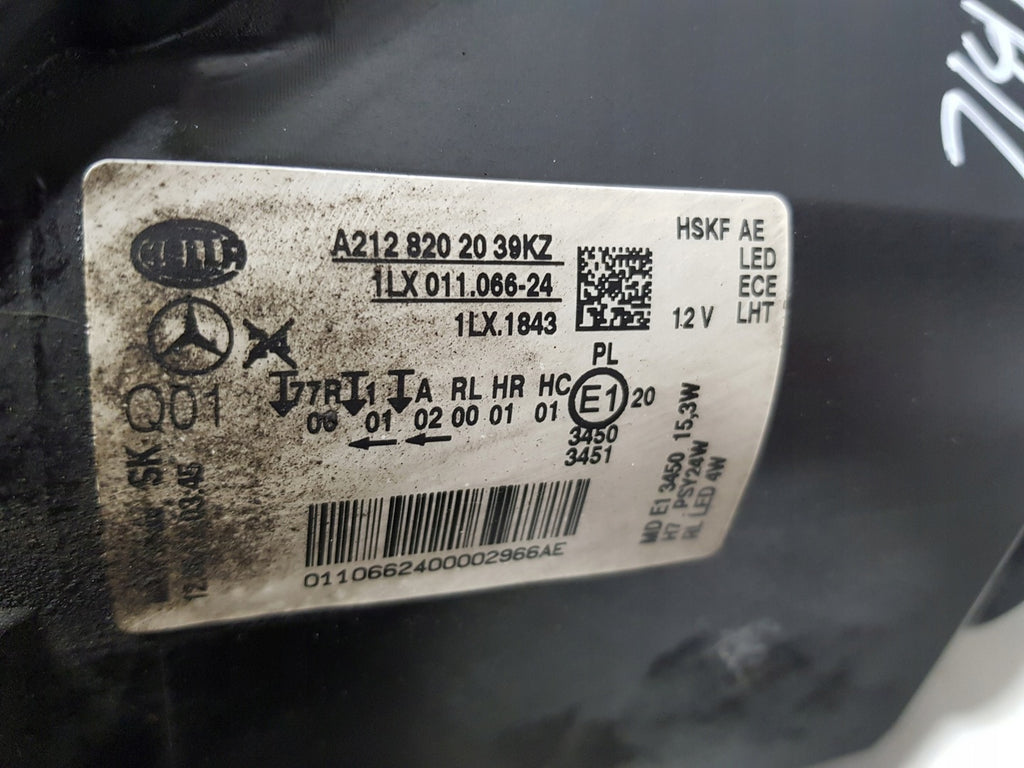 HELLA
A212 820 20 39KZ
1LX 011.066-24
1LX.1843
HSKF AE
LED
ECE
12 V LHT
PL
Q01
77R 1 A RL HR HC E1 20
06 01 02 00 01 01
3450
3451
SK
03:45
MD E1 3450 15,3W
H7 PSY24W
RL LED 4W
0110662400002966AE